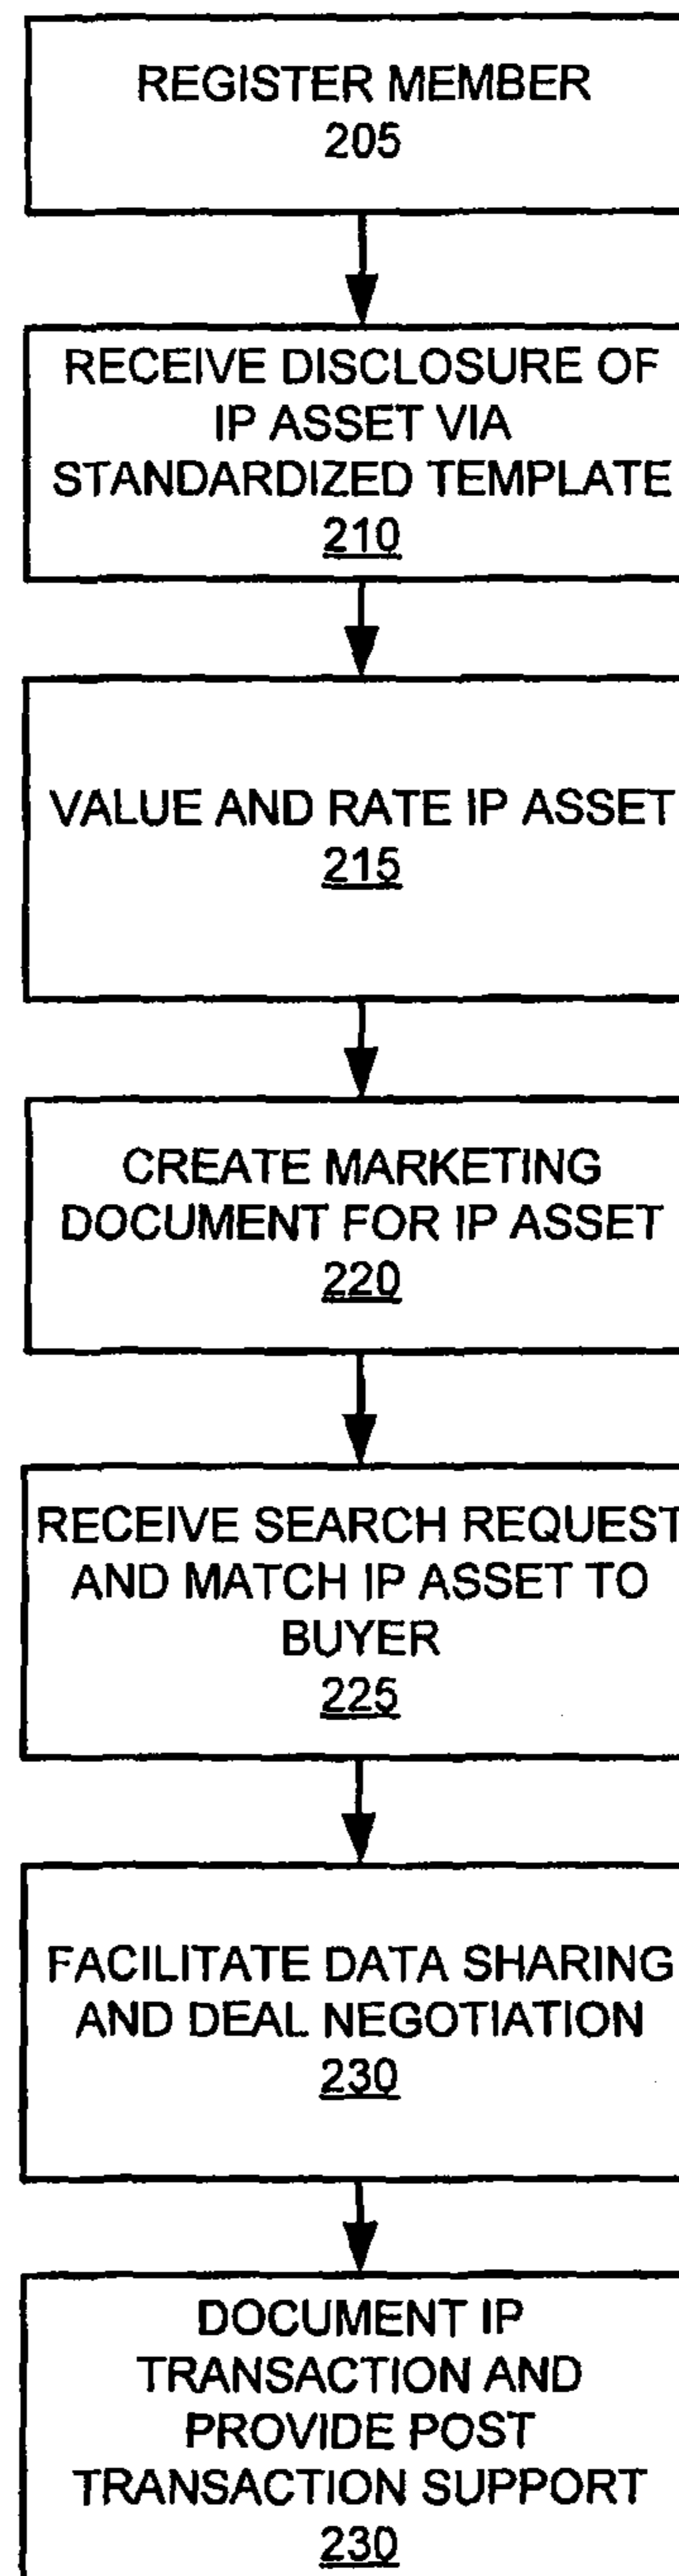 REGISTER MEMBER
205
RECEIVE DISCLOSURE OF
IP ASSET VIA
STANDARDIZED TEMPLATE
210
VALUE AND RATE IP ASSET
215
CREATE MARKETING
DOCUMENT FOR IP ASSET
220
RECEIVE SEARCH REQUEST
AND MATCH IP ASSET TO
BUYER
225
FACILITATE DATA SHARING
AND DEAL NEGOTIATION
230
DOCUMENT IP
TRANSACTION AND
PROVIDE POST
TRANSACTION SUPPORT
230